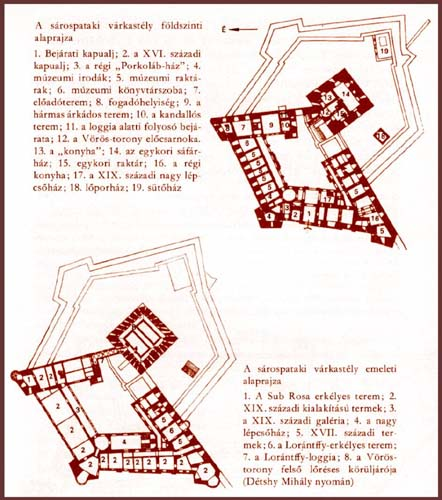 A sárospataki várkastély földszinti
alaprajza
1. Bejárati kapualj; 2. a XVI. századi
kapualj; 3. a régi „Porkoláb-ház”; 4.
múzeumi irodák; 5. múzeumi raktá-
rak; 6. múzeumi könyvtárszoba; 7.
előadóterem; 8. fogadóhelyiség; 9. a
hármas árkádos terem; 10. a kandallós
terem; 11. a loggia alatti folyosó bejá-
rata; 12. a Vörös-torony előcsarnoka.
13. a „konyha”; 14. az egykori sáfár-
ház; 15. egykori raktár; 16. a régi
konyha; 17. a XIX. századi nagy lép-
csőház; 18. lőporház; 19. sütőház
É
A sárospataki várkastély emeleti
alaprajza
1. A Sub Rosa erkélyes terem; 2.
XIX. századi kialakítású termek; 3.
a XIX. századi galéria; 4. a nagy
lépcsőház; 5. XVII. századi ter-
mek; 6. a Lorántffy-erkélyes terem;
7. a Lorántffy-loggia; 8. a Vörös-
torony felső lőréses körüljárója
(Détshy Mihály nyomán)